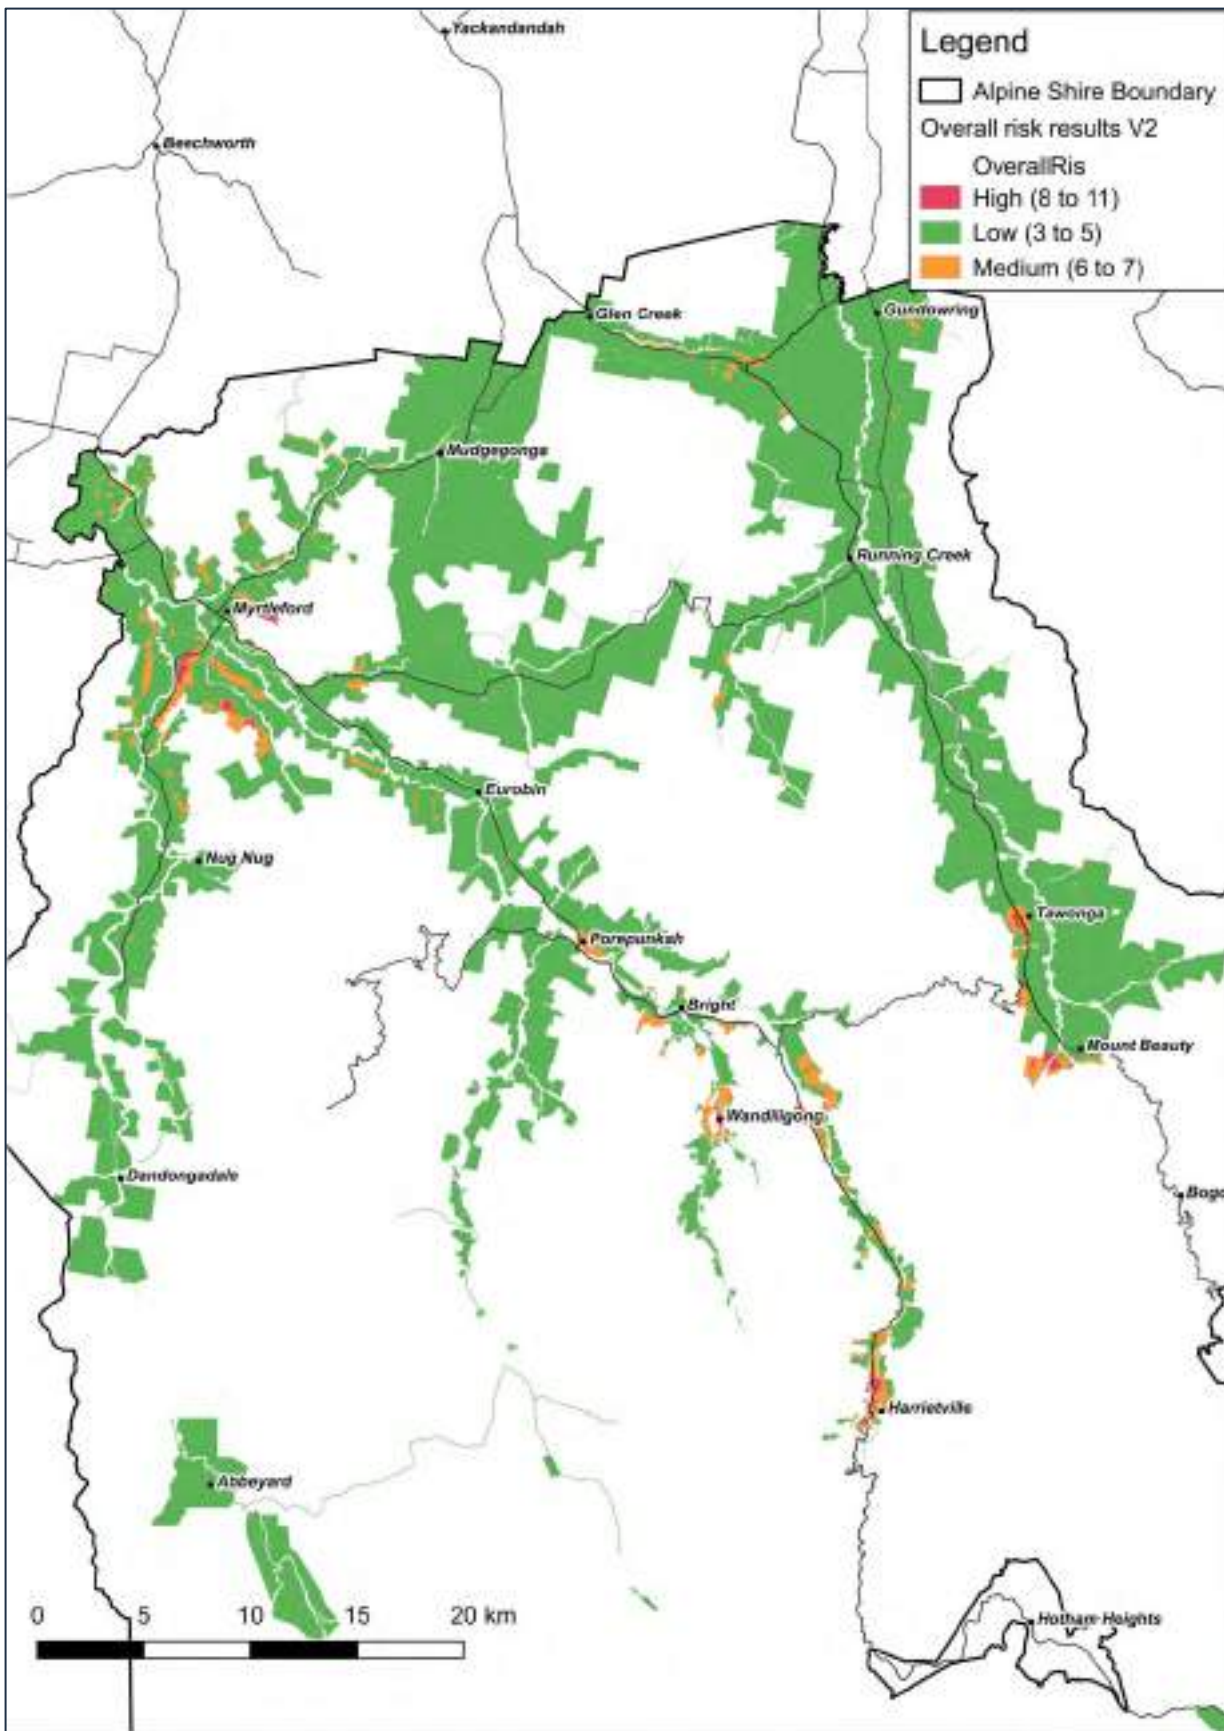 Yackandandah
Legend
Alpine Shire Boundary
Beechworth
Overall risk results V2
OverallRis
High (8 to 11)
Low (3 to 5)
Medium (6 to 7)
Glen Creek
Gundowring
Mudgegonga
Running Creek
Myrtleford
Eurobin
Nug Nug
Tawonga
Porepunkah
Bright
Mount Beauty
Wandiligong
Dandongadale
Bogo
Harrietville
Abbeyard
0 5 10 15 20 km
Hotham Heights